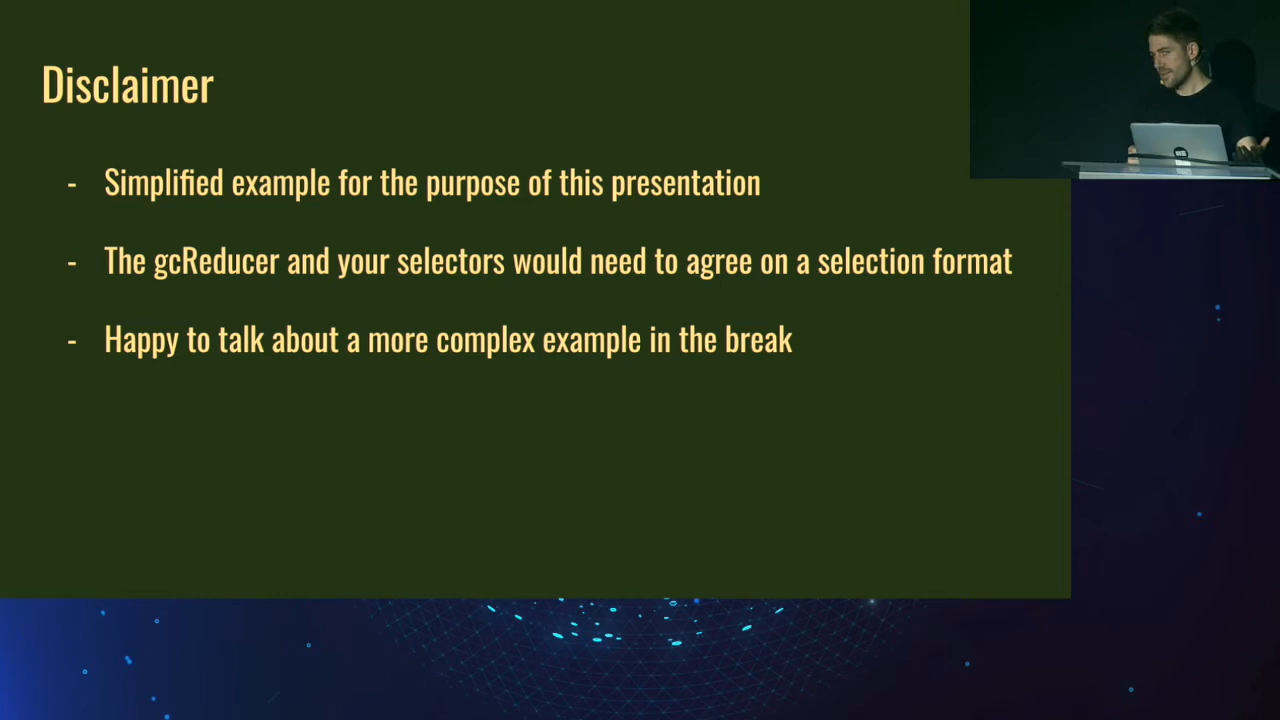 Disclaimer
- Simplified example for the purpose of this presentation
- The gcReducer and your selectors would need to agree on a selection format
- Happy to talk about a more complex example in the break